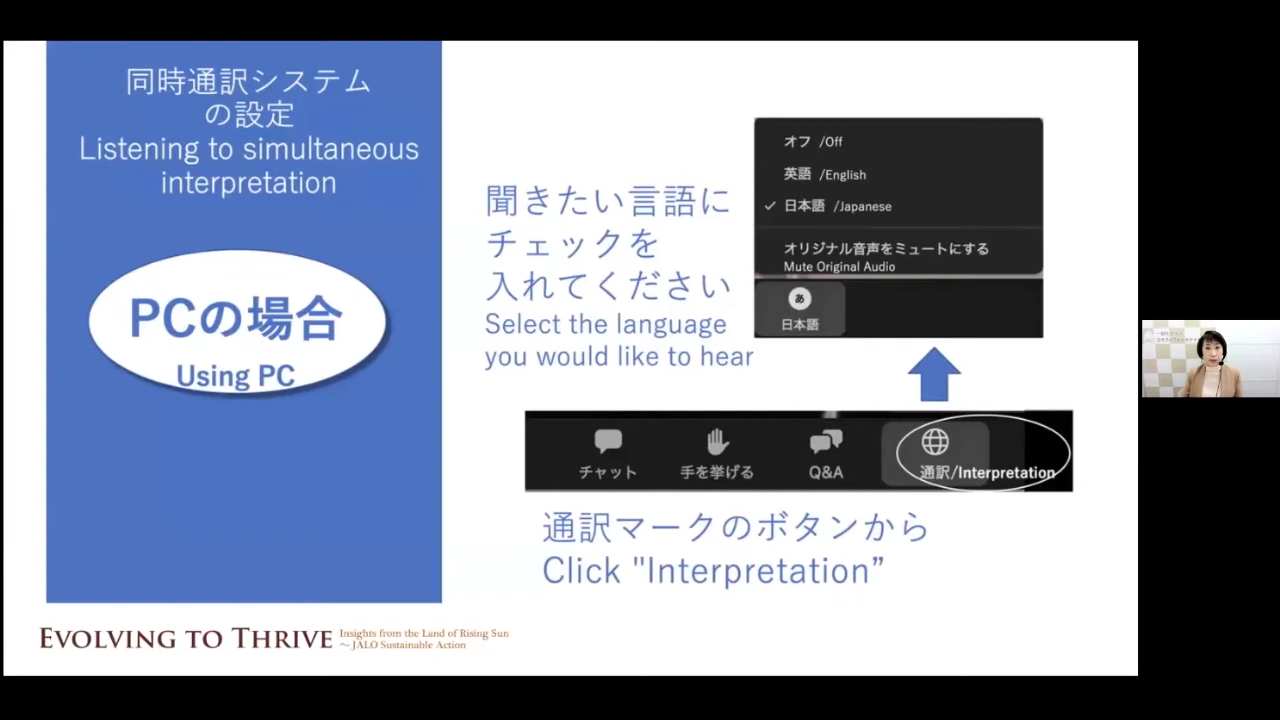 同時通訳システム
の設定
Listening to simultaneous
interpretation
PCの場合
Using PC
聞きたい言語に
チェックを
入れてください
Select the language
you would like to hear
オフ /Off
英語 /English
✓ 日本語 /Japanese
オリジナル音声をミュートにする
Mute Original Audio
あ
日本語
チャット
手を挙げる
Q&A
通訳/Interpretation
通訳マークのボタンから
Click "Interpretation”
EVOLVING TO THRIVE
Insights from the Land of Rising Sun
～JALO Sustainable Action